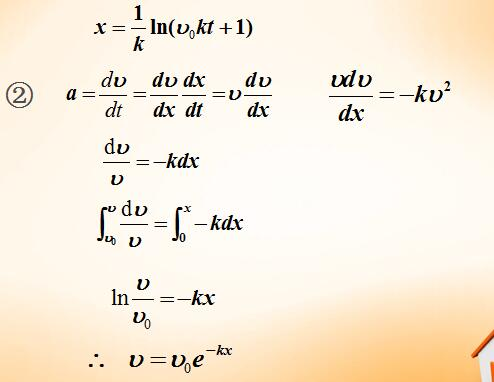 x = 1/k ln(υ₀kt + 1)
② a = dυ/dt = dυ/dx dx/dt = υ dυ/dx υdυ/dx = −kυ²
dυ/υ = −kdx
∫_{υ₀}^{υ} dυ/υ = ∫_{0}^{x} −kdx
ln υ/υ₀ = −kx
∴ υ = υ₀e^{−kx}